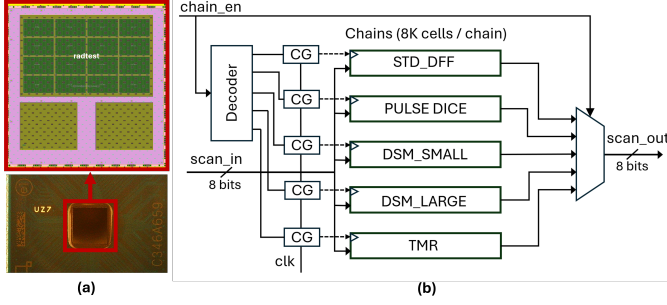 radtest
UZ7
C346A659
(a)
chain_en
Chains (8K cells / chain)
Decoder
CG
STD_DFF
CG
PULSE DICE
CG
DSM_SMALL
CG
DSM_LARGE
CG
TMR
scan_in
8 bits
clk
scan_out
8 bits
(b)